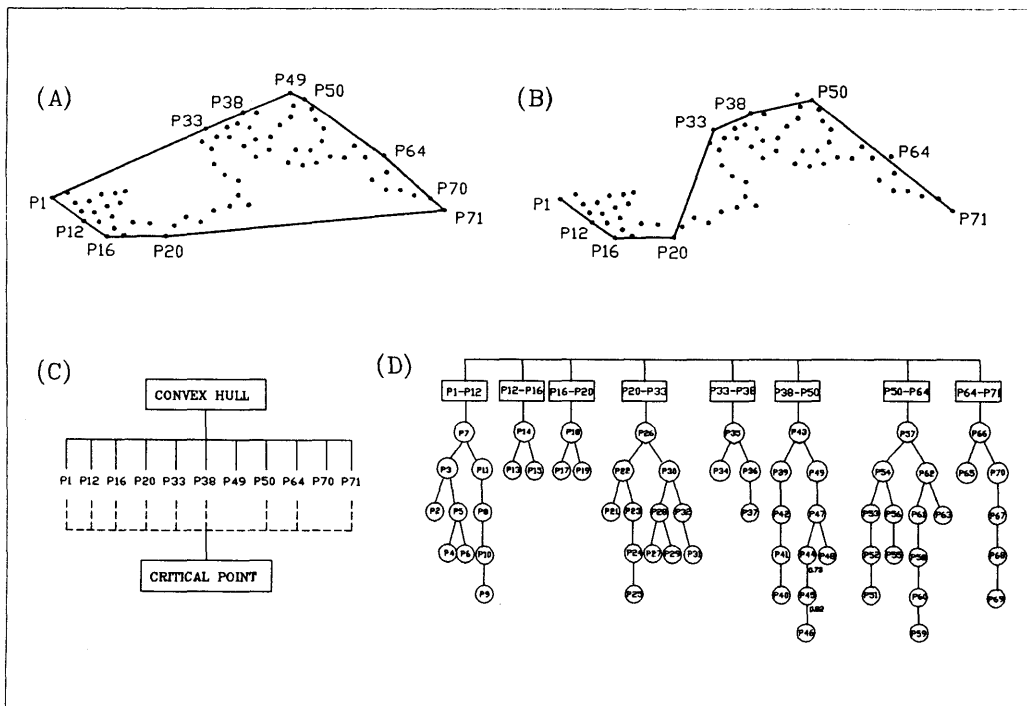 (A)
P49
P50
P38
P33
P64
P1
P12
P16
P20
P70
P71
(B)
P50
P38
P33
P64
P1
P12
P16
P20
P71
(C)
CONVEX HULL
P1 P12 P16 P20 P33 P38 P49 P50 P64 P70 P71
CRITICAL POINT
(D)
P1-P12 P12-P16 P16-P20 P20-P33 P33-P38 P38-P50 P50-P64 P64-P71
P7 P14 P18 P26 P35 P43 P57 P66
P3 P11 P13 P15 P17 P19 P22 P30 P34 P36 P39 P49 P54 P62 P65 P70
P2 P5 P8 P21 P23 P28 P32 P37 P42 P47 P53 P56 P61 P63 P67
P4 P6 P10 P24 P27 P29 P31 P41 P44 P48 P52 P55 P58 P68
0.73
P9 P25 P40 P45 P51 P60 P69
0.82
P46 P59